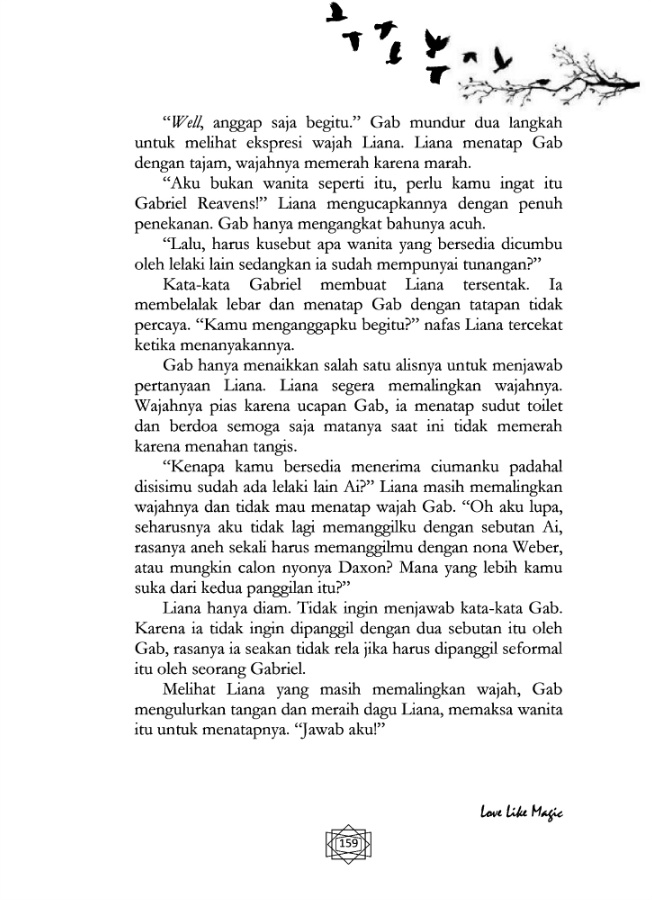 “Well, anggap saja begitu.” Gab mundur dua langkah
untuk melihat ekspresi wajah Liana. Liana menatap Gab
dengan tajam, wajahnya memerah karena marah.
“Aku bukan wanita seperti itu, perlu kamu ingat itu
Gabriel Reavens!” Liana mengucapkannya dengan penuh
penekanan. Gab hanya mengangkat bahunya acuh.
“Lalu, harus kusebut apa wanita yang bersedia dicumbu
oleh lelaki lain sedangkan ia sudah mempunyai tunangan?”
Kata-kata Gabriel membuat Liana tersentak. Ia
membelalak lebar dan menatap Gab dengan tatapan tidak
percaya. “Kamu menganggapku begitu?” nafas Liana tercekat
ketika menanyakannya.
Gab hanya menaikkan salah satu alisnya untuk menjawab
pertanyaan Liana. Liana segera memalingkan wajahnya.
Wajahnya pias karena ucapan Gab, ia menatap sudut toilet
dan berdoa semoga saja matanya saat ini tidak memerah
karena menahan tangis.
“Kenapa kamu bersedia menerima ciumanku padahal
disisimu sudah ada lelaki lain Ai?” Liana masih memalingkan
wajahnya dan tidak mau menatap wajah Gab. “Oh aku lupa,
seharusnya aku tidak lagi memanggilku dengan sebutan Ai,
rasanya aneh sekali harus memanggilmu dengan nona Weber,
atau mungkin calon nyonya Daxon? Mana yang lebih kamu
suka dari kedua panggilan itu?”
Liana hanya diam. Tidak ingin menjawab kata-kata Gab.
Karena ia tidak ingin dipanggil dengan dua sebutan itu oleh
Gab, rasanya ia seakan tidak rela jika harus dipanggil seformal
itu oleh seorang Gabriel.
Melihat Liana yang masih memalingkan wajah, Gab
mengulurkan tangan dan meraih dagu Liana, memaksa wanita
itu untuk menatapnya. “Jawab aku!”
Love Like Magic
159